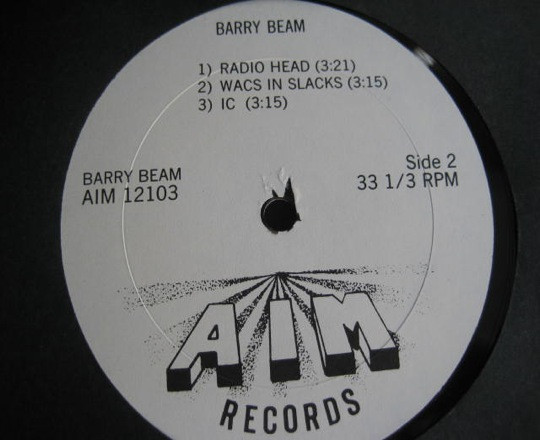 BARRY BEAM
1) RADIO HEAD (3:21)
2) WACS IN SLACKS (3:15)
3) IC (3:15)
BARRY BEAM
AIM 12103
Side 2
33 1/3 RPM
AIM
RECORDS